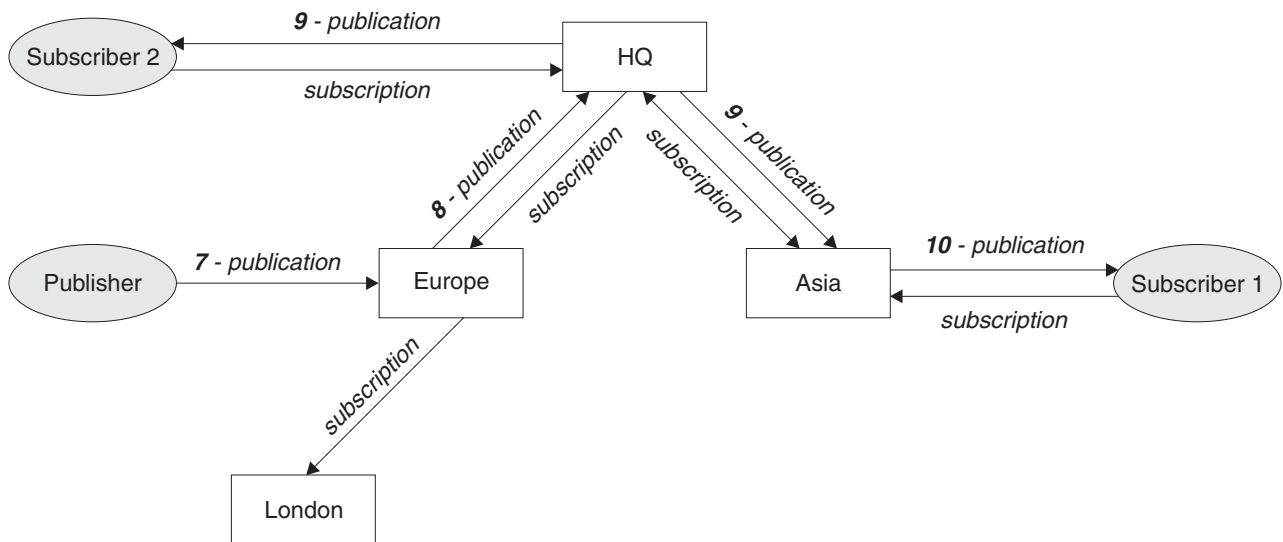 9 - publication
Subscriber 2
HQ
subscription
8 - publication
subscription
subscription
9 - publication
Publisher
7 - publication
Europe
Asia
10 - publication
Subscriber 1
subscription
subscription
London